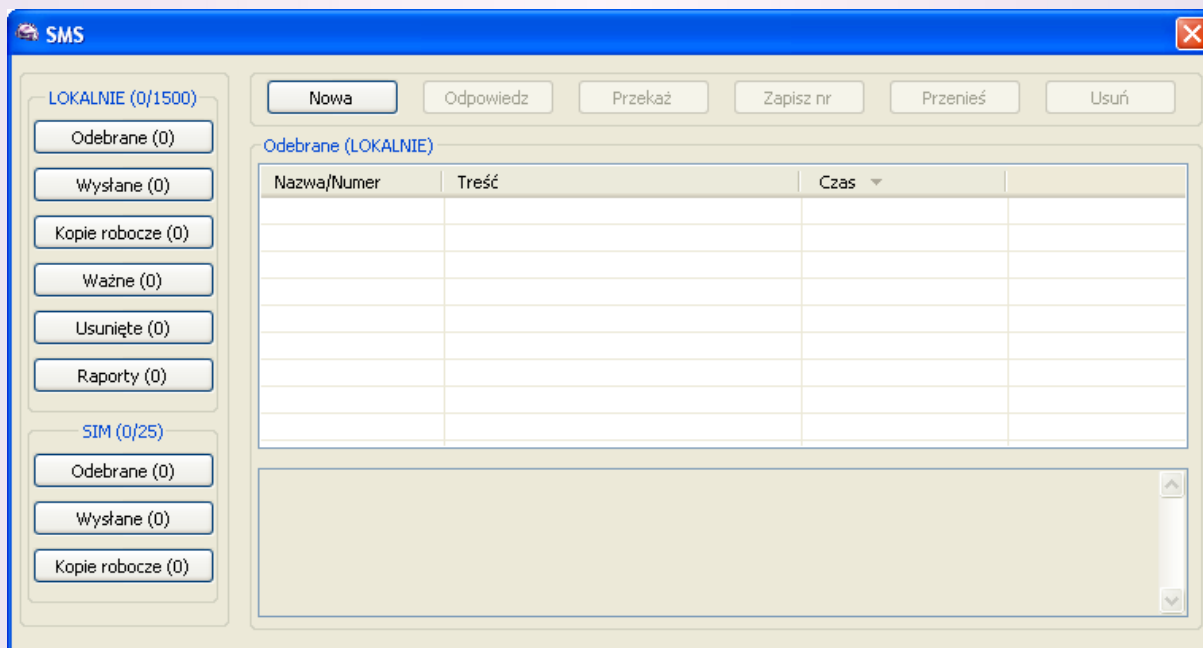 SMS
LOKALNIE (0/1500)
Odebrane (0)
Wysłane (0)
Kopie robocze (0)
Ważne (0)
Usunięte (0)
Raporty (0)
SIM (0/25)
Odebrane (0)
Wysłane (0)
Kopie robocze (0)
Nowa Odpowiedz Przekaż Zapisz nr Przenieś Usuń
Odebrane (LOKALNIE)
Nazwa/Numer Treść Czas